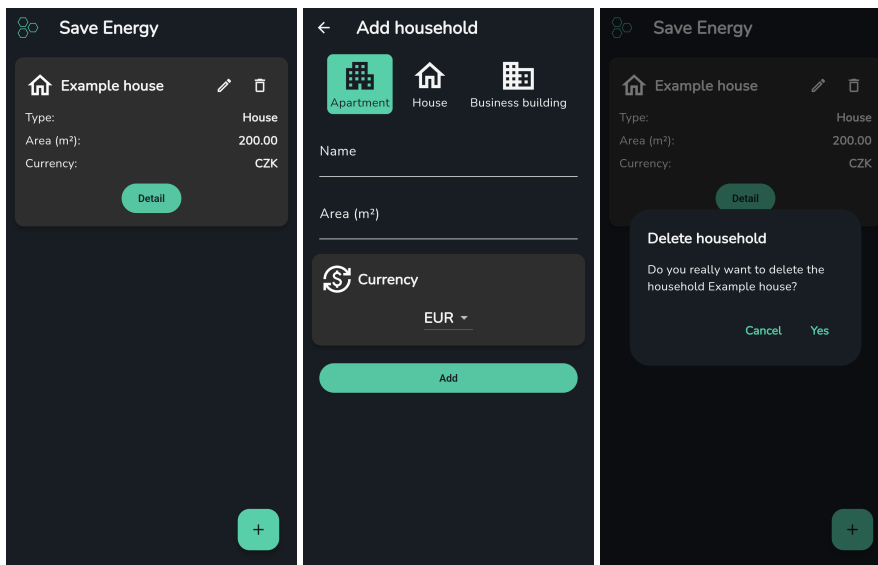 Save Energy
Example house
Type: House
Area (m²): 200.00
Currency: CZK
Detail
+
Add household
Apartment House Business building
Name
Area (m²)
Currency
EUR
Add
Save Energy
Example house
Type: House
Area (m²): 200.00
Currency: CZK
Detail
Delete household
Do you really want to delete the
household Example house?
Cancel Yes
+